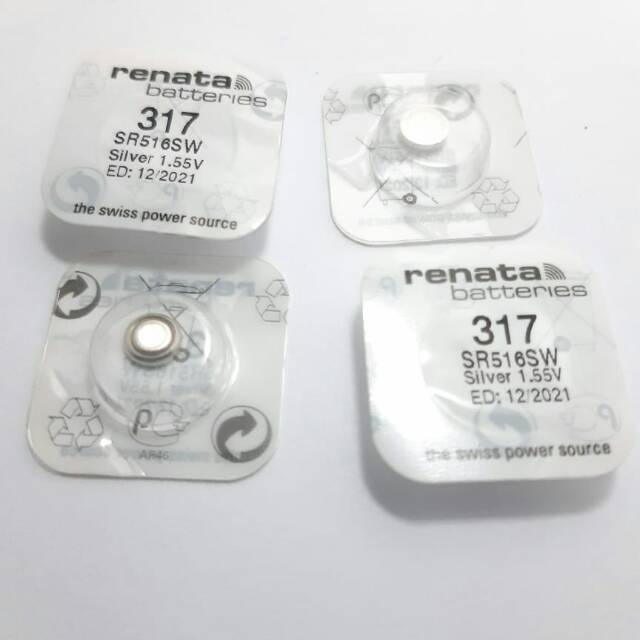 renata
batteries
317
SR516SW
Silver 1.55V
ED: 12/2021
the swiss power source
renata
batteries
317
SR516SW
Silver 1.55V
ED: 12/2021
the swiss power source